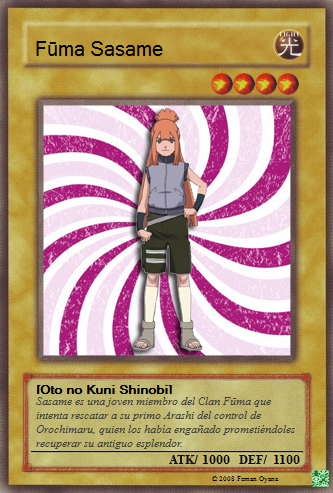 Fūma Sasame
LIGHT
光
[Oto no Kuni Shinobi]
Sasame es una joven miembro del Clan Fūma que
intenta rescatar a su primo Arashi del control de
Orochimaru, quien los había engañado prometiéndoles
recuperar su antiguo esplendor.
ATK/ 1000 DEF/ 1100
©2008 Foman Oyana